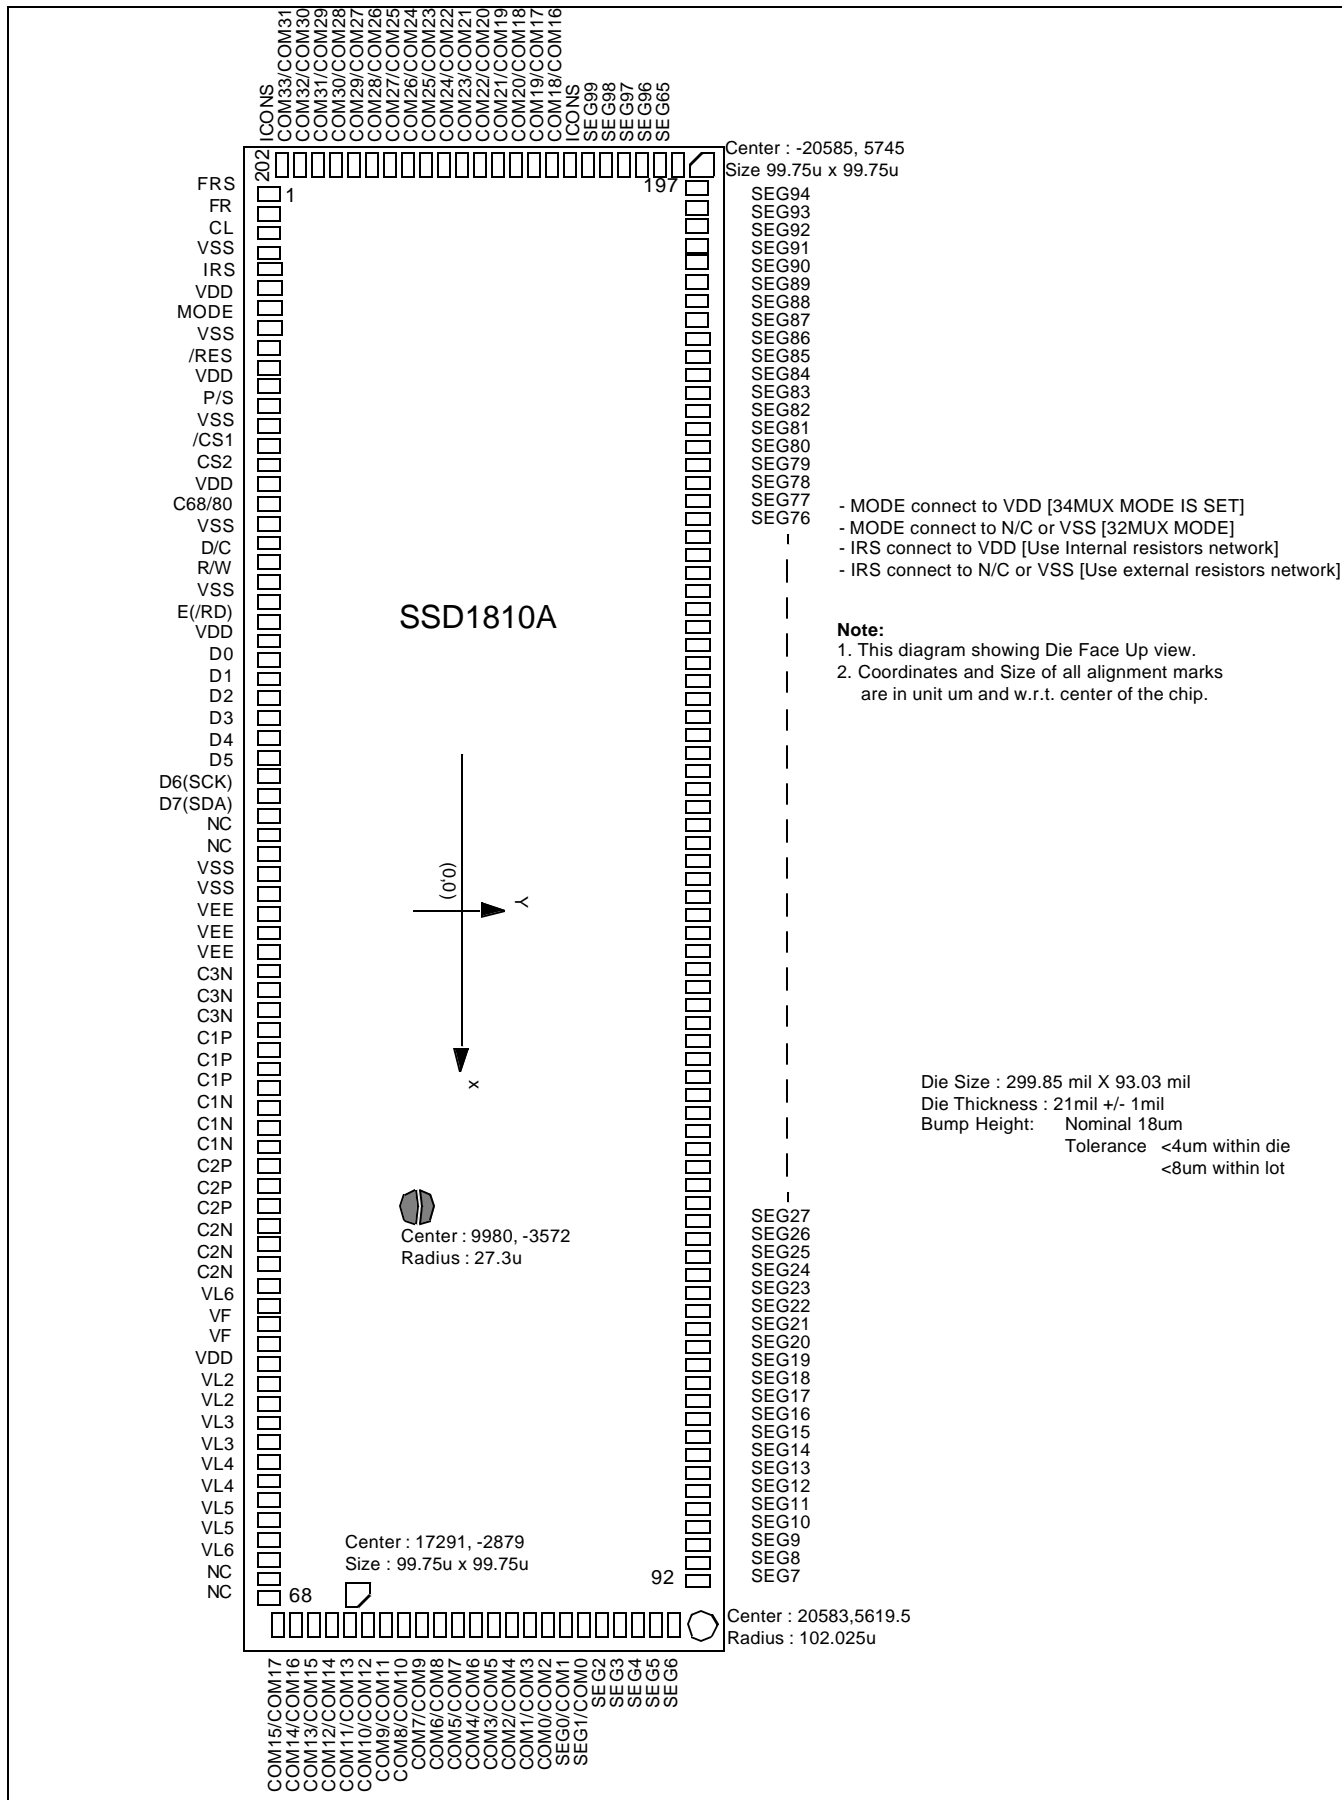 ICONS
COM33/COM31
COM32/COM30
COM31/COM29
COM30/COM28
COM29/COM27
COM28/COM26
COM27/COM25
COM26/COM24
COM25/COM23
COM24/COM22
COM23/COM21
COM22/COM20
COM21/COM19
COM20/COM18
COM19/COM17
COM18/COM16
ICONS
SEG99
SEG98
SEG97
SEG96
SEG65
Center : -20585, 5745
Size 99.75u x 99.75u
202
1
197
FRS
FR
CL
VSS
IRS
VDD
MODE
VSS
/RES
VDD
P/S
VSS
/CS1
CS2
VDD
C68/80
VSS
D/C
R/W
VSS
E(/RD)
VDD
D0
D1
D2
D3
D4
D5
D6(SCK)
D7(SDA)
NC
NC
VSS
VSS
VEE
VEE
VEE
C3N
C3N
C3N
C1P
C1P
C1P
C1N
C1N
C1N
C2P
C2P
C2P
C2N
C2N
C2N
VL6
VF
VF
VDD
VL2
VL2
VL3
VL3
VL4
VL4
VL5
VL5
VL6
NC
NC
SSD1810A
(0,0)
Y
x
Center : 9980, -3572
Radius : 27.3u
Center : 17291, -2879
Size : 99.75u x 99.75u
68
92
SEG94
SEG93
SEG92
SEG91
SEG90
SEG89
SEG88
SEG87
SEG86
SEG85
SEG84
SEG83
SEG82
SEG81
SEG80
SEG79
SEG78
SEG77
SEG76
- MODE connect to VDD [34MUX MODE IS SET]
- MODE connect to N/C or VSS [32MUX MODE]
- IRS connect to VDD [Use Internal resistors network]
- IRS connect to N/C or VSS [Use external resistors network]
Note:
1. This diagram showing Die Face Up view.
2. Coordinates and Size of all alignment marks
are in unit um and w.r.t. center of the chip.
Die Size : 299.85 mil X 93.03 mil
Die Thickness : 21mil +/- 1mil
Bump Height: Nominal 18um
Tolerance <4um within die
<8um within lot
SEG27
SEG26
SEG25
SEG24
SEG23
SEG22
SEG21
SEG20
SEG19
SEG18
SEG17
SEG16
SEG15
SEG14
SEG13
SEG12
SEG11
SEG10
SEG9
SEG8
SEG7
Center : 20583,5619.5
Radius : 102.025u
COM15/COM17
COM14/COM16
COM13/COM15
COM12/COM14
COM11/COM13
COM10/COM12
COM9/COM11
COM8/COM10
COM7/COM9
COM6/COM8
COM5/COM7
COM4/COM6
COM3/COM5
COM2/COM4
COM1/COM3
COM0/COM2
SEG0/COM1
SEG1/COM0
SEG2
SEG3
SEG4
SEG5
SEG6